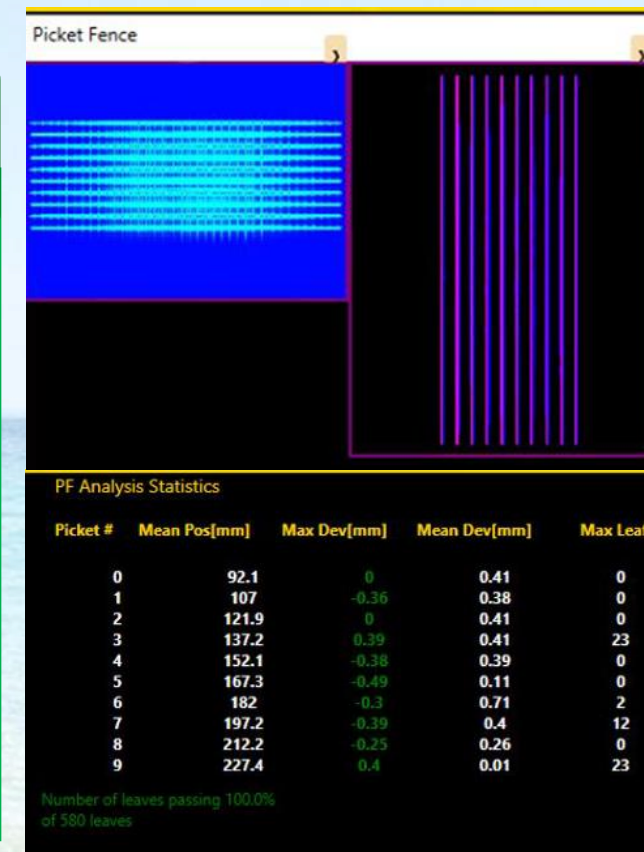 Picket Fence
PF Analysis Statistics
Picket # Mean Pos[mm] Max Dev[mm] Mean Dev[mm] Max Leaf
0 92.1 0 0.41 0
1 107 -0.36 0.38 0
2 121.9 0 0.41 0
3 137.2 0.39 0.41 23
4 152.1 -0.38 0.39 0
5 167.3 -0.49 0.11 0
6 182 -0.3 0.71 2
7 197.2 -0.39 0.4 12
8 212.2 -0.25 0.26 0
9 227.4 0.4 0.01 23
Number of leaves passing 100.0%
of 580 leaves